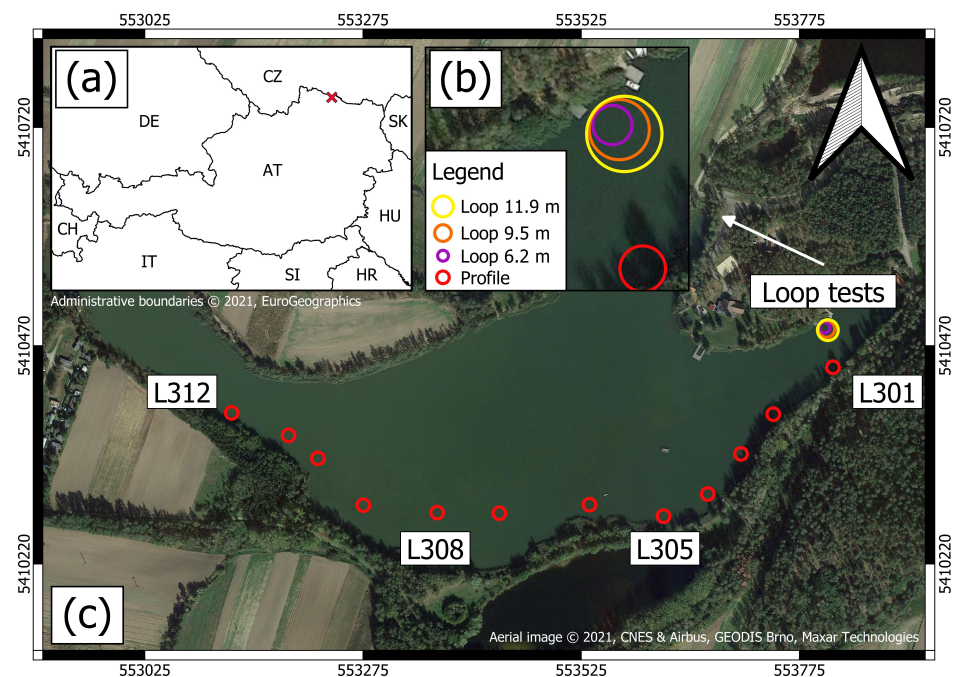 553025 553275 553525 553775
(a)
CZ
DE
SK
AT
HU
CH
IT
SI
HR
Administrative boundaries © 2021, EuroGeographics
(b)
Legend
Loop 11.9 m
Loop 9.5 m
Loop 6.2 m
Profile
5410720
5410720
Loop tests
5410470
5410470
L312
L301
L308
L305
5410220
5410220
(c)
Aerial image © 2021, CNES & Airbus, GEODIS Brno, Maxar Technologies
553025 553275 553525 553775